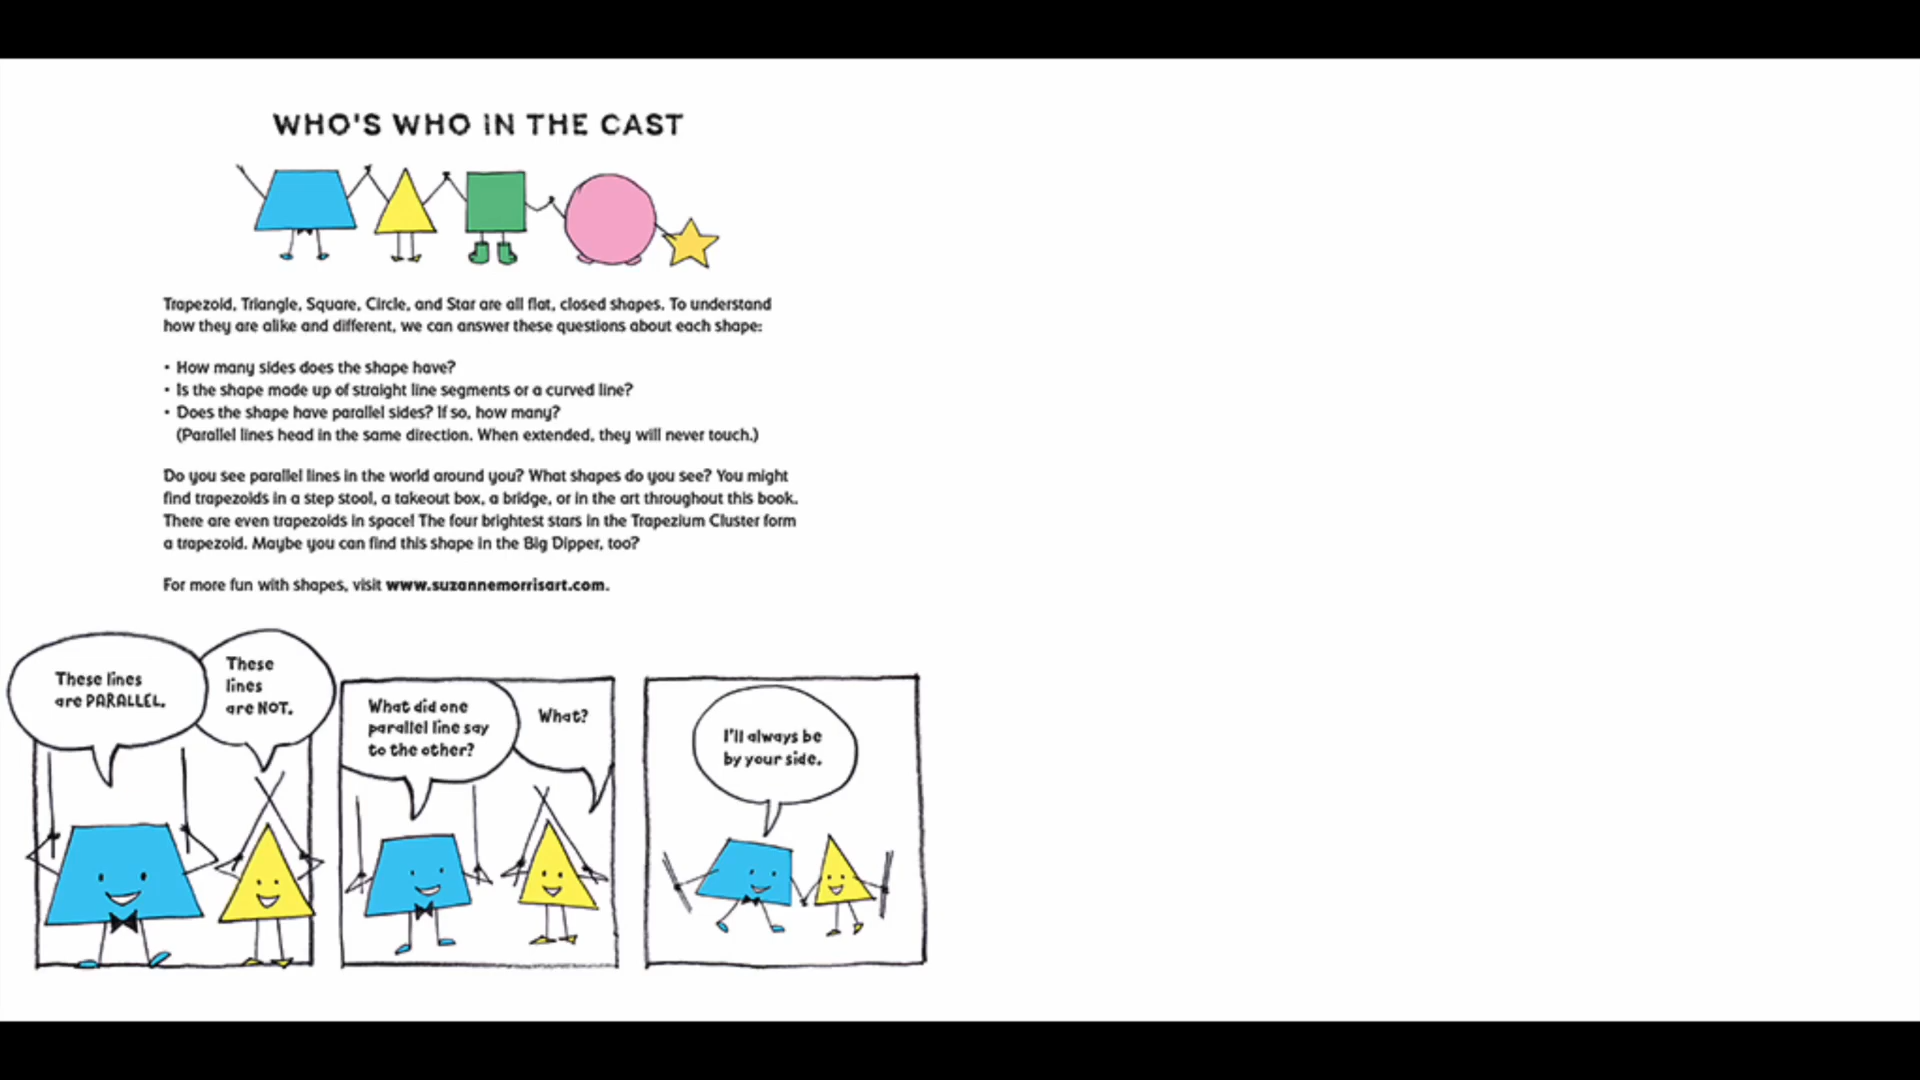 WHO'S WHO IN THE CAST
Trapezoid, Triangle, Square, Circle, and Star are all flat, closed shapes. To understand
how they are alike and different, we can answer these questions about each shape:
• How many sides does the shape have?
• Is the shape made up of straight line segments or a curved line?
• Does the shape have parallel sides? If so, how many?
(Parallel lines head in the same direction. When extended, they will never touch.)
Do you see parallel lines in the world around you? What shapes do you see? You might
find trapezoids in a step stool, a takeout box, a bridge, or in the art throughout this book.
There are even trapezoids in space! The four brightest stars in the Trapezium Cluster form
a trapezoid. Maybe you can find this shape in the Big Dipper, too?
For more fun with shapes, visit www.suzannemorrisart.com.
These lines
are PARALLEL.
These
lines
are NOT.
What did one
parallel line say
to the other?
What?
I'll always be
by your side.